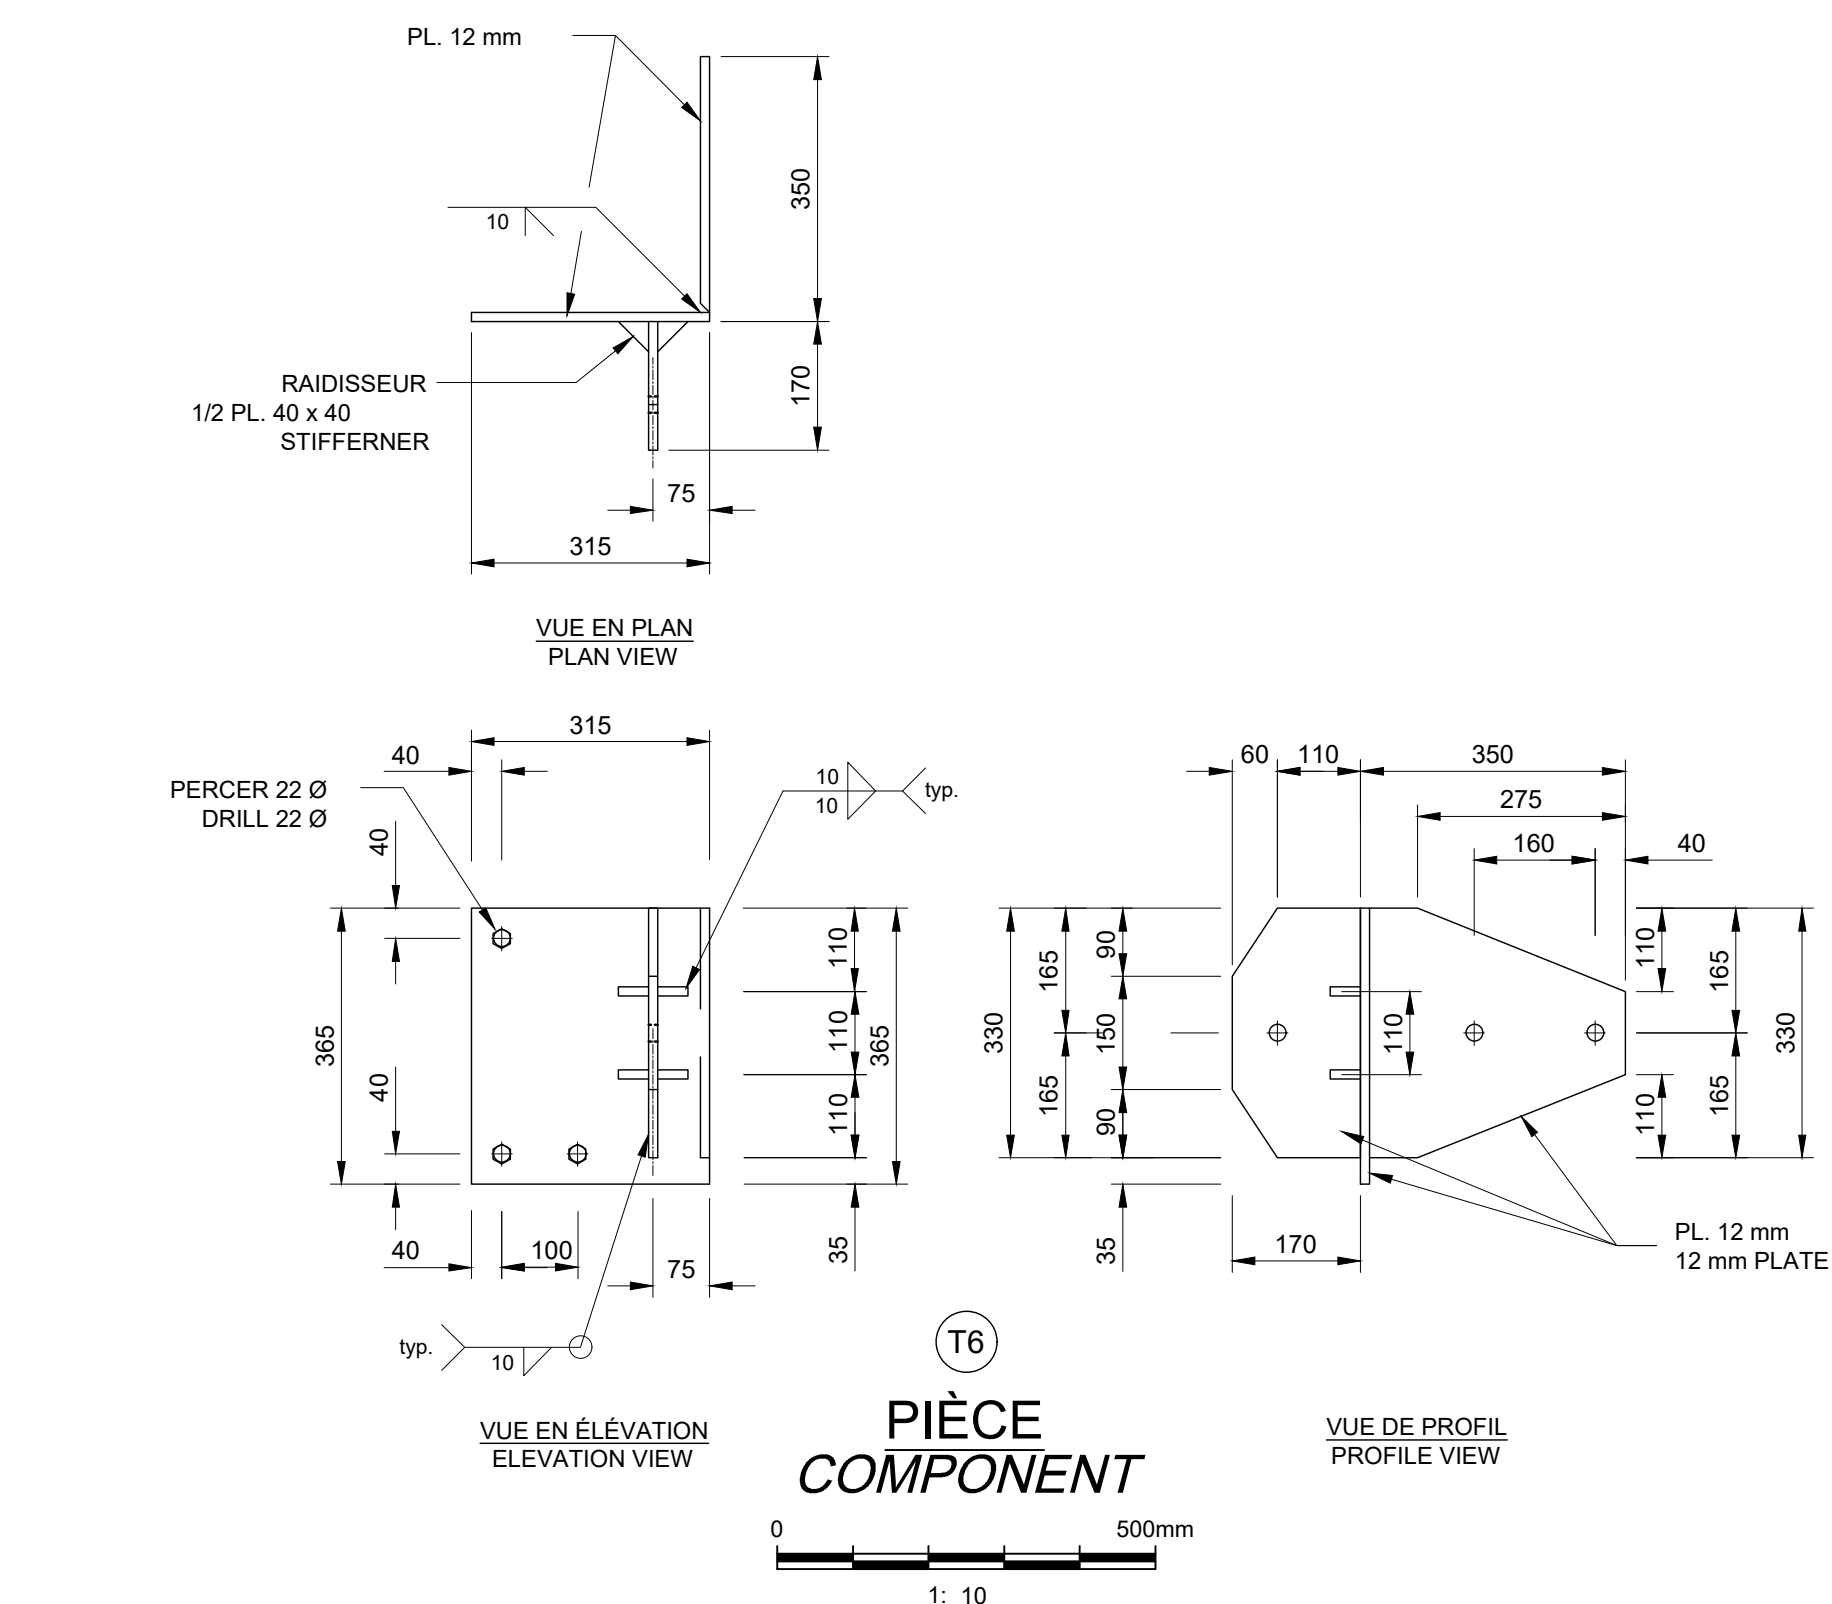 PL. 12 mm
350
10
RAIDISSEUR
1/2 PL. 40 x 40
STIFFERNER
170
75
315
VUE EN PLAN
PLAN VIEW
315
40
PERCER 22 Ø
DRILL 22 Ø
40
10
10
typ.
365
40
110
110
110
365
35
40
100
75
typ.
10
VUE EN ÉLÉVATION
ELEVATION VIEW
60
110
350
275
160
40
330
165
165
90
150
90
35
110
110
110
165
165
330
170
PL. 12 mm
12 mm PLATE
VUE DE PROFIL
PROFILE VIEW
T6
PIÈCE
COMPONENT
0
500mm
1: 10